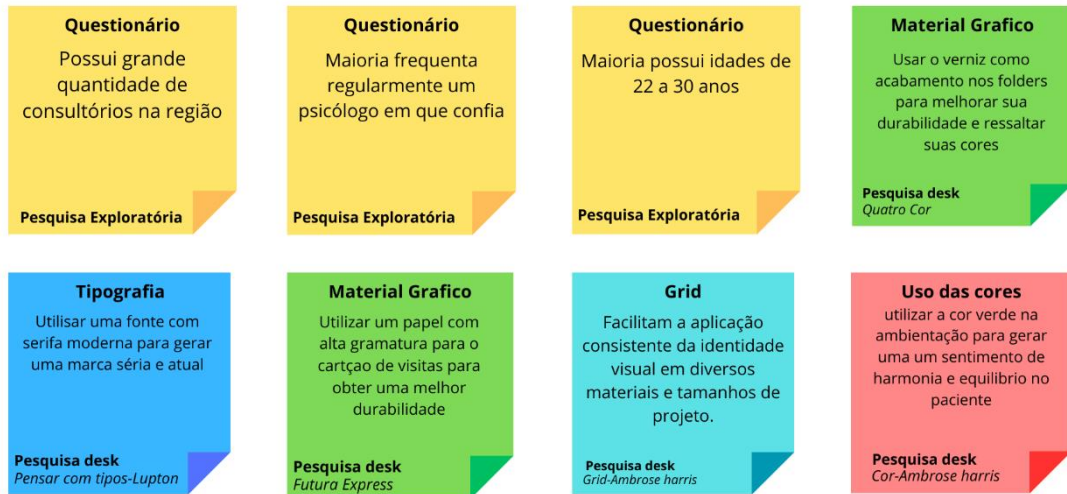 Questionário
Possui grande
quantidade de
consultórios na região
Pesquisa Exploratória
Questionário
Maioria frequenta
regularmente um
psicólogo em que confia
Pesquisa Exploratória
Questionário
Maioria possui idades de
22 a 30 anos
Pesquisa Exploratória
Material Grafico
Usar o verniz como
acabamento nos folders
para melhorar sua
durabilidade e ressaltar
suas cores
Pesquisa desk
Quatro Cor
Tipografia
Utilisar uma fonte com
serifa moderna para gerar
uma marca séria e atual
Pesquisa desk
Pensar com tipos-Lupton
Material Grafico
Utilizar um papel com
alta gramatura para o
cartçao de visitas para
obter uma melhor
durabilidade
Pesquisa desk
Futura Express
Grid
Facilitam a aplicação
consistente da identidade
visual em diversos
materiais e tamanhos de
projeto.
Pesquisa desk
Grid-Ambrose harris
Uso das cores
utilizar a cor verde na
ambientação para gerar
uma um sentimento de
harmonia e equilibrio no
paciente
Pesquisa desk
Cor-Ambrose harris